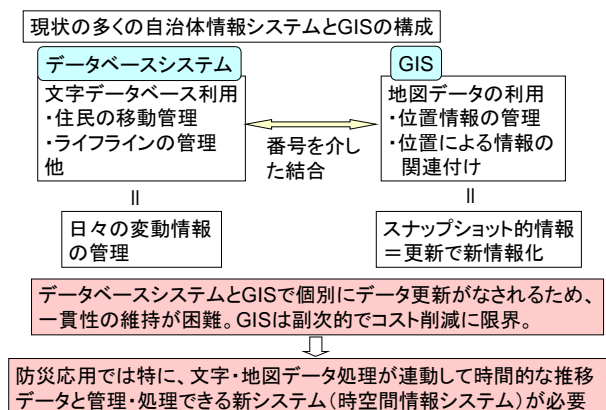 現状の多くの自治体情報システムとGISの構成
データベースシステム
文字データベース利用
・住民の移動管理
・ライフラインの管理
他
番号を介し
た結合
GIS
地図データの利用
・位置情報の管理
・位置による情報の
関連付け
=
日々の変動情報
の管理
=
スナップショット的情報
＝更新で新情報化
データベースシステムとGISで個別にデータ更新がなされるため、
一貫性の維持が困難。GISは副次的でコスト削減に限界。
防災応用では特に、文字・地図データ処理が連動して時間的な推移
データと管理・処理できる新システム（時空間情報システム）が必要